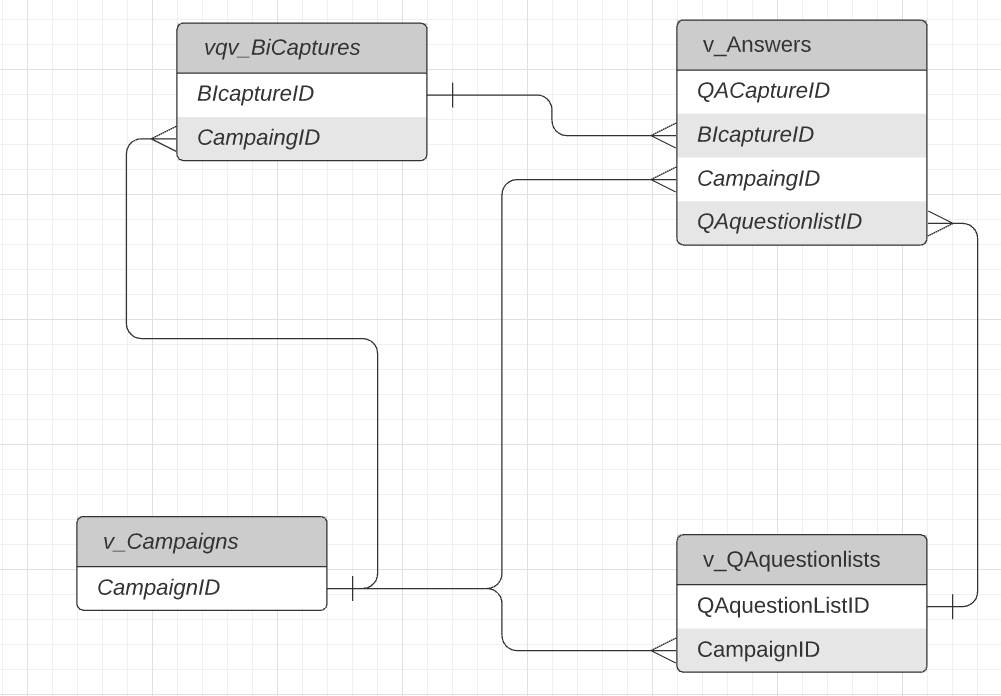 vqv_BiCaptures
BIcaptureID
CampaingID
v_Answers
QACaptureID
BIcaptureID
CampaingID
QAquestionlistID
v_Campaigns
CampaignID
v_QAquestionlists
QAquestionListID
CampaignID